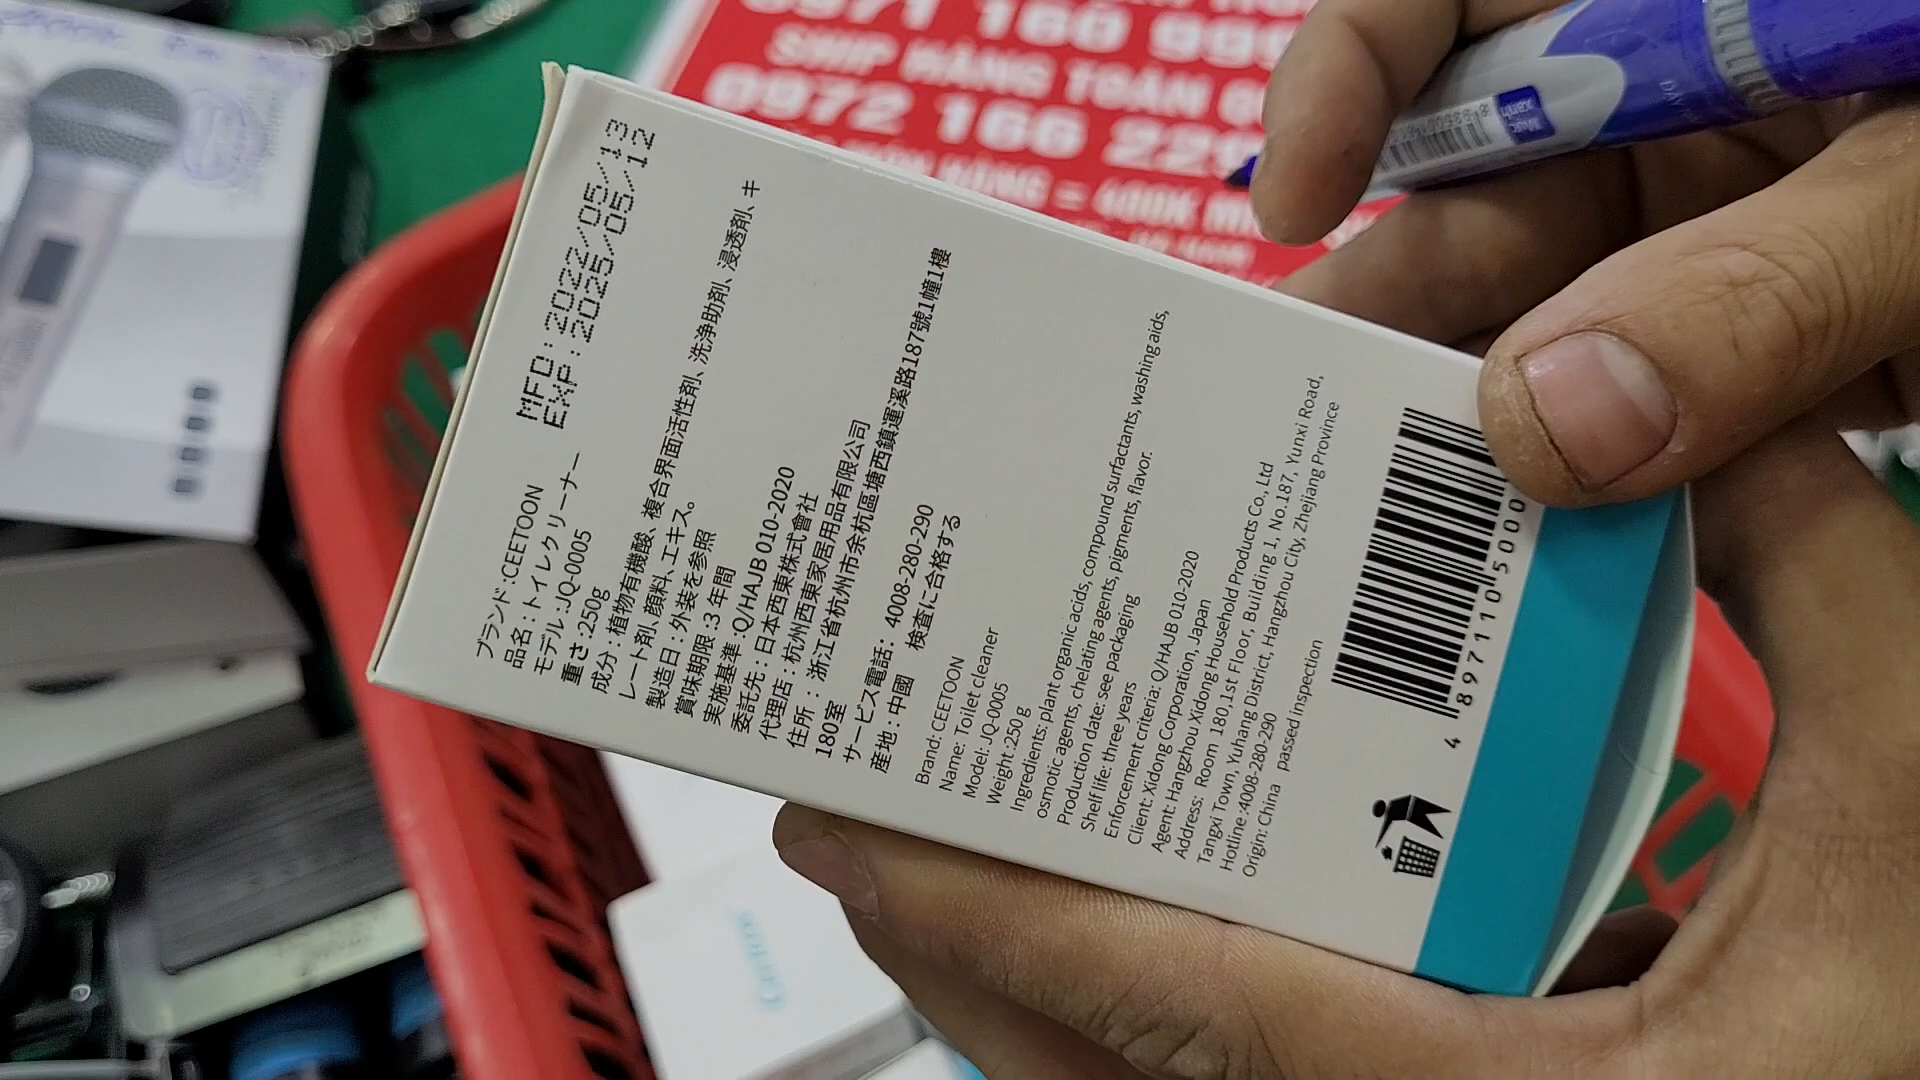 MFD: 2022/05/13
EXP: 2025/05/12
ブランド:CEETOON
品名:トイレクリーナー
モデル:JQ-0005
重さ:250g
成分:植物有機酸、複合界面活性剤、洗浄助剤、浸透剤、キ
レート剤、顔料、エキス。
製造日:外装を参照
賞味期限:3年間
実施基準:Q/HAJB 010-2020
委託先:日本西東株式會社
代理店:杭州西東家居用品有限公司
住所:浙江省杭州市余杭區塘西鎮運溪路187號1幢1樓
180室
サービス電話:4008-280-290
産地:中國 検査に合格する
Brand: CEETOON
Name: Toilet cleaner
Model: JQ-0005
Weight:250 g
Ingredients: plant organic acids, compound surfactants, washing aids,
osmotic agents, chelating agents, pigments, flavor.
Production date: see packaging
Shelf life: three years
Enforcement criteria: Q/HAJB 010-2020
Client: Xidong Corporation, Japan
Agent: Hangzhou Xidong Household Products Co., Ltd
Address: Room 180,1st Floor, Building 1, No.187, Yunxi Road,
Tangxi Town, Yuhang District, Hangzhou City, Zhejiang Province
Hotline:4008-280-290
Origin: China passed inspection
4 897110 5000
0971 160 999
SHIP HÀNG TOÀN
0972 166 229
HÀNG = 400K
Mực xanh